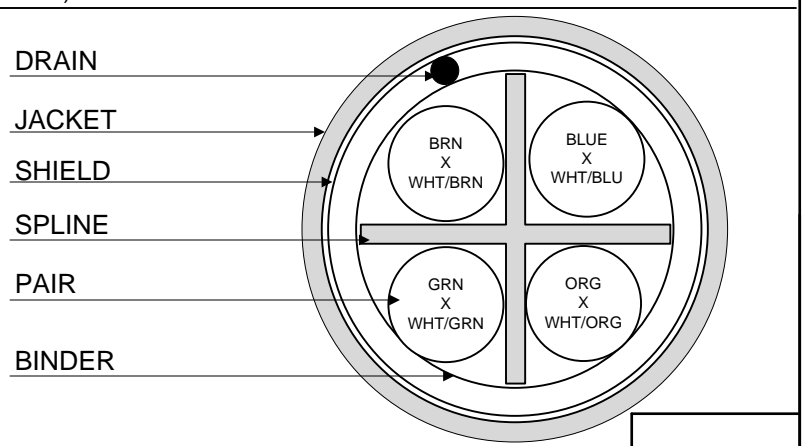 DRAIN
JACKET
SHIELD
SPLINE
PAIR
BINDER
BRN
X
WHT/BRN
BLUE
X
WHT/BLU
GRN
X
WHT/GRN
ORG
X
WHT/ORG